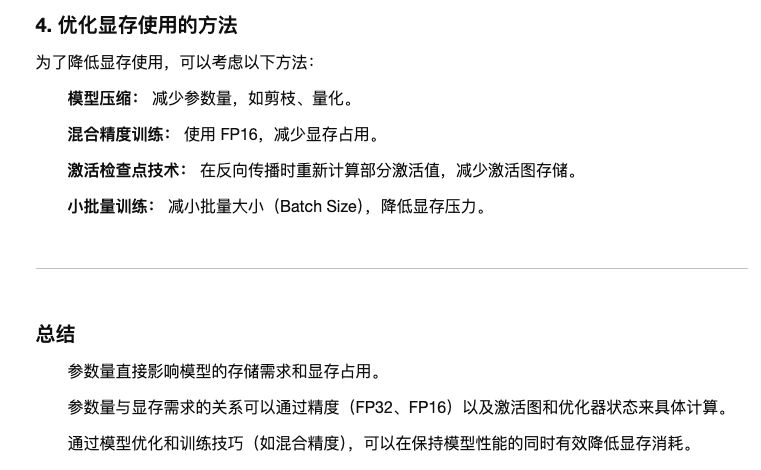 4. 优化显存使用的方法
为了降低显存使用，可以考虑以下方法：
模型压缩： 减少参数量，如剪枝、量化。
混合精度训练： 使用 FP16，减少显存占用。
激活检查点技术： 在反向传播时重新计算部分激活值，减少激活图存储。
小批量训练： 减小批量大小（Batch Size），降低显存压力。
总结
参数量直接影响模型的存储需求和显存占用。
参数量与显存需求的关系可以通过精度（FP32、FP16）以及激活图和优化器状态来具体计算。
通过模型优化和训练技巧（如混合精度），可以在保持模型性能的同时有效降低显存消耗。